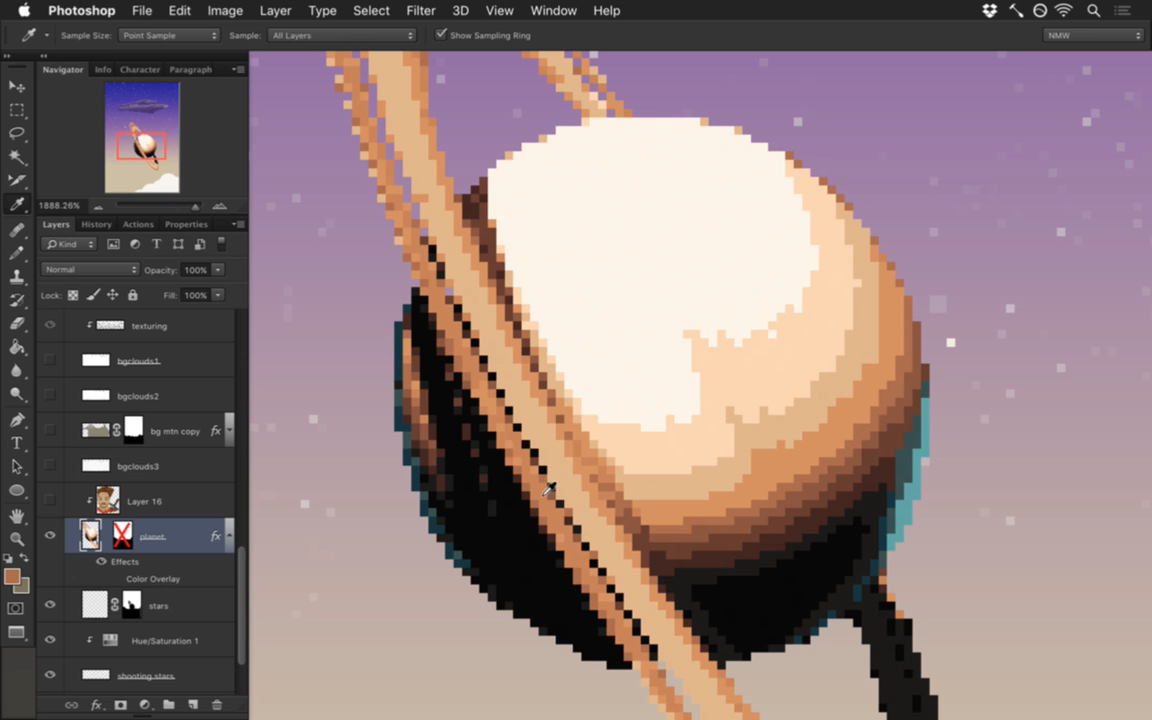 Photoshop File Edit Image Layer Type Select Filter 3D View Window Help
Sample Size: Point Sample Sample: All Layers Show Sampling Ring NMW
Navigator Info Character Paragraph
1888.26%
Layers History Actions Properties
Kind
Normal Opacity: 100%
Lock: Fill: 100%
texturing
bgclouds1
bgclouds2
bg mtn copy fx
bgclouds3
Layer 16
planet fx
Effects
Color Overlay
stars
Hue/Saturation 1
shooting stars
fx